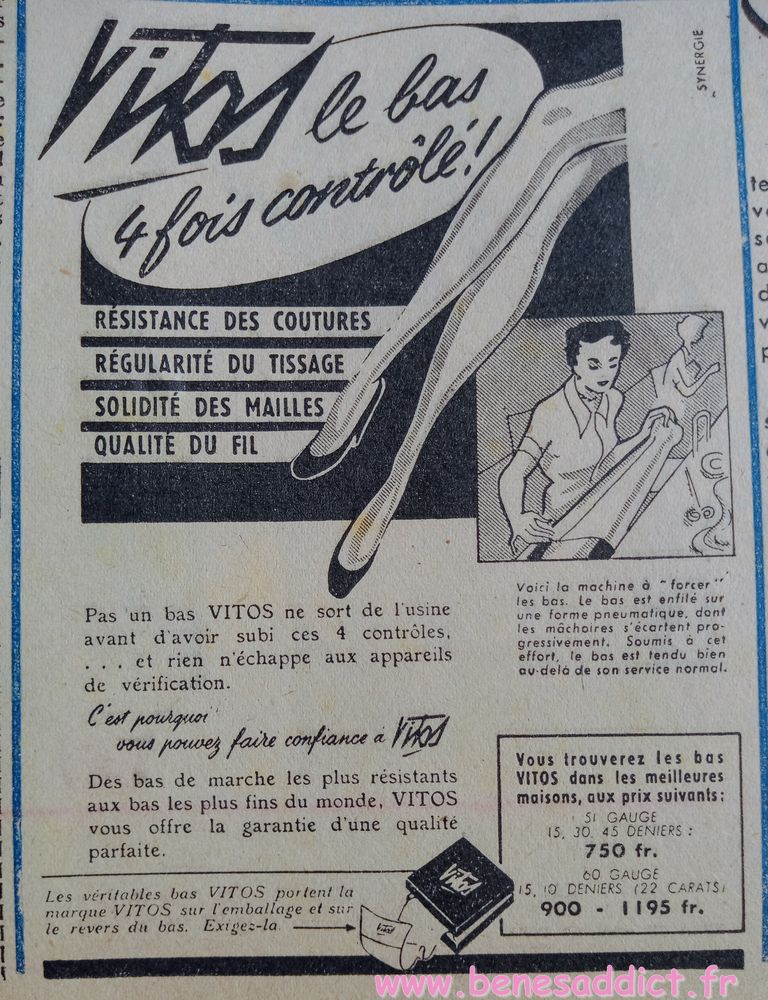 Vitos le bas
4 fois contrôlé!
SYNERGIE
RÉSISTANCE DES COUTURES
RÉGULARITÉ DU TISSAGE
SOLIDITÉ DES MAILLES
QUALITÉ DU FIL
Voici la machine à "forcer"
les bas. Le bas est enfilé sur
une forme pneumatique, dont
les mâchoires s'écartent pro-
gressivement. Soumis à cet
effort, le bas est tendu bien
au-delà de son service normal.
Pas un bas VITOS ne sort de l'usine
avant d'avoir subi ces 4 contrôles,
. . . et rien n'échappe aux appareils
de vérification.
C'est pourquoi
vous pouvez faire confiance à Vitos
Des bas de marche les plus résistants
aux bas les plus fins du monde, VITOS
vous offre la garantie d'une qualité
parfaite.
Vous trouverez les bas
VITOS dans les meilleures
maisons, aux prix suivants :
51 GAUGE
15, 30, 45 DENIERS :
750 fr.
60 GAUGE
15, 10 DENIERS (22 CARATS)
900 - 1195 fr.
Les véritables bas VITOS portent la
marque VITOS sur l'emballage et sur
le revers du bas. Exigez-la
Vitos
Vitos
www.benesaddict.fr